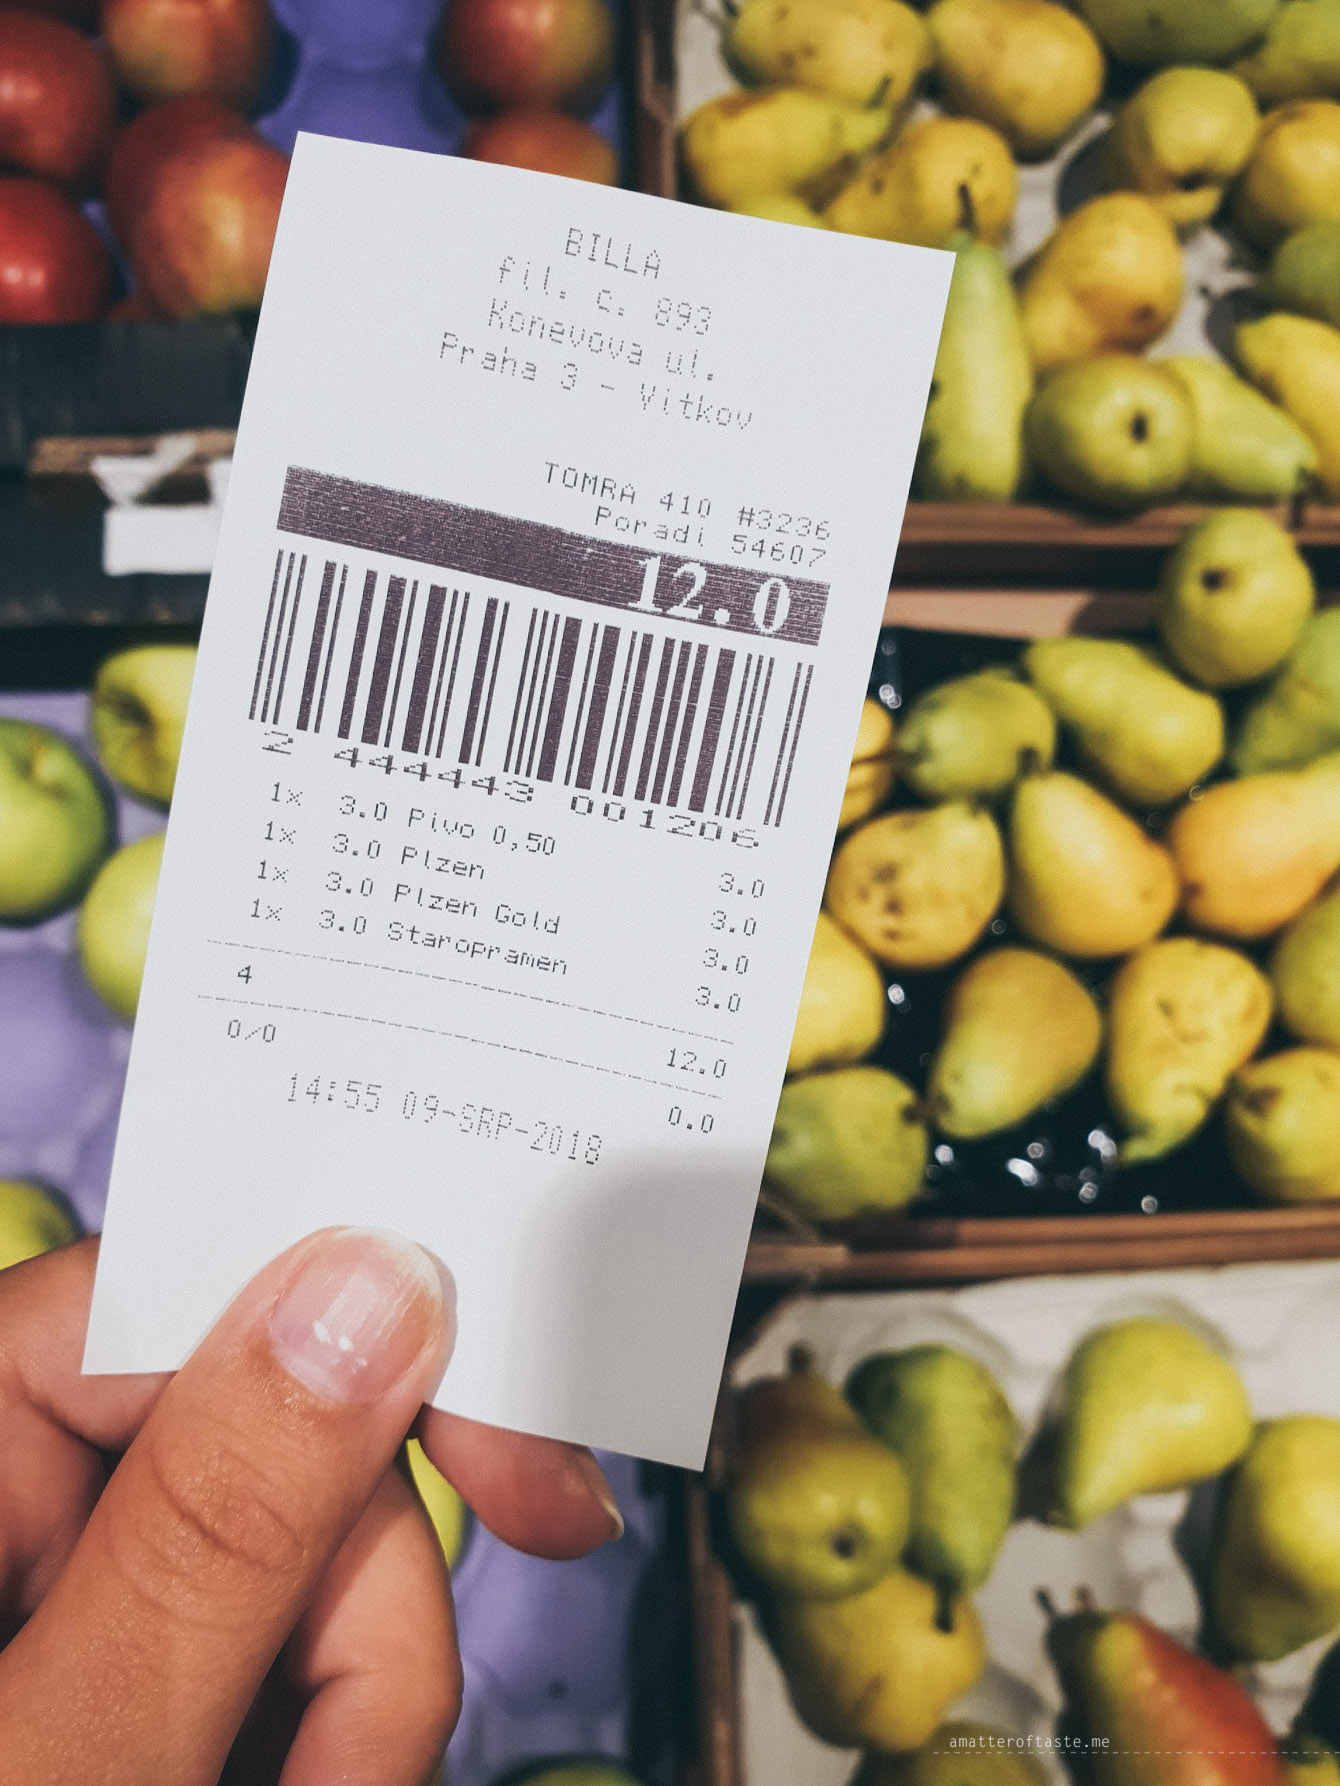 BILLA
fil. c. 893
Konevova ul.
Praha 3 - Vitkov
TOMRA 410 #3236
Poradi 54607
12.0
2 444443 001206
1x 3.0 Pivo 0,50 3.0
1x 3.0 Plzen 3.0
1x 3.0 Plzen Gold 3.0
1x 3.0 Staropramen 3.0
4 12.0
0/0 0.0
14:55 09-SRP-2018
amatteroftaste.me